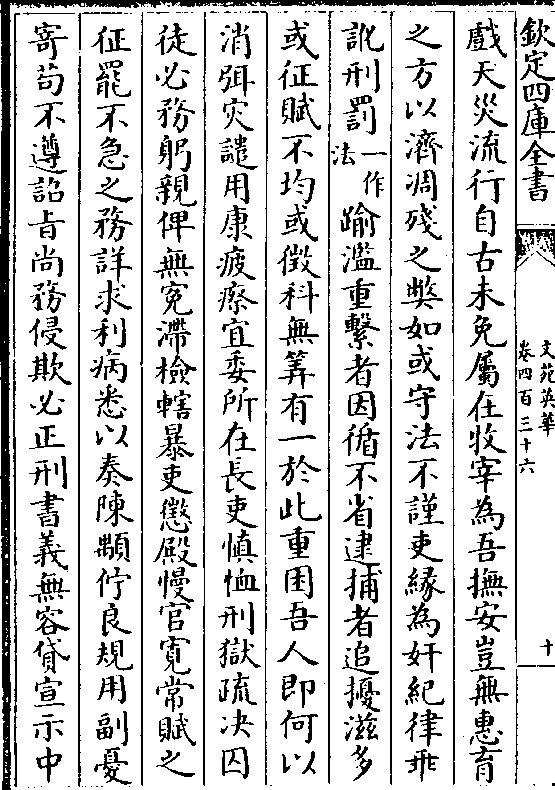 欽定四庫全書
文苑英華
卷四百三十六
十
戲天災流行自古未免屬在牧宰為吾撫安豈無惠育
之方以濟凋殘之弊如或守法不謹吏緣為奸紀律乖
訛刑罰一作法踰濫重繫者因循不省逮捕者追擾滋多
或征賦不均或徴科無筭有一於此重困吾人即何以
消弭灾譴用康疲瘵宜委所在長吏慎恤刑獄疏決囚
徒必務躬親俾無寃滯檢轄暴吏懲殿慢官寛常賦之
征罷不急之務詳求利病悉以奏陳顒佇良規用副憂
寄苟不遵詔旨尚務侵欺必正刑書義無容貸宣示中